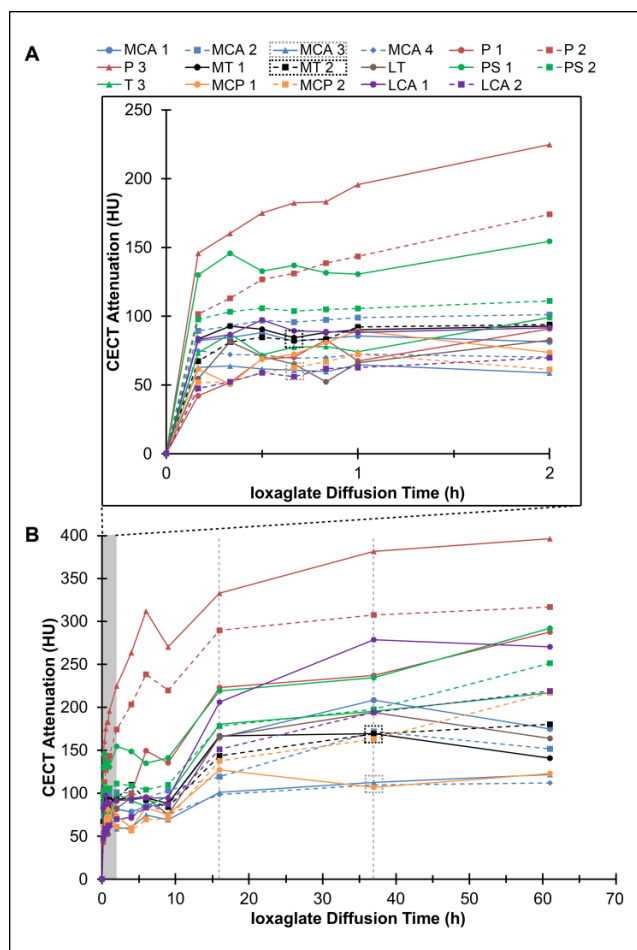 A
MCA 1 MCA 2 MCA 3 MCA 4 P 1 P 2
P 3 MT 1 MT 2 LT PS 1 PS 2
T 3 MCP 1 MCP 2 LCA 1 LCA 2
250
200
150
100
50
0
CECT Attenuation (HU)
0 1 2
Ioxaglate Diffusion Time (h)
B
400
350
300
250
200
150
100
50
0
CECT Attenuation (HU)
0 10 20 30 40 50 60 70
Ioxaglate Diffusion Time (h)